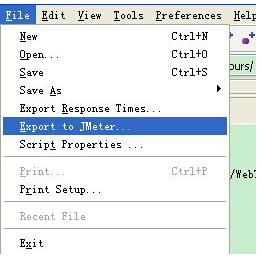 File Edit View Tools Preferences Help
New Ctrl+N
Open... Ctrl+O
Save Ctrl+S
ours/
Save As
Export Response Times...
Export to JMeter...
Script Properties ...
Print... Ctrl+P
/Web
Print Setup...
Recent File
Exit